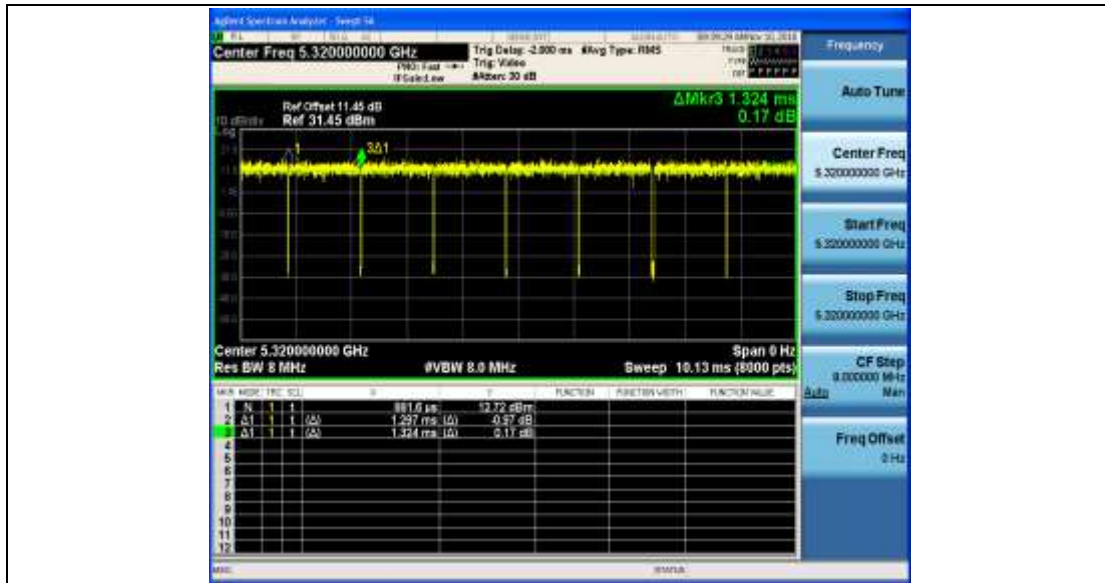 Agilent Spectrum Analyzer - Swept SA
Center Freq 5.320000000 GHz
PNO: Fast
IFGain:Low
Trig Delay: -2.000 ms
Trig: Video
#Atten: 30 dB
#Avg Type: RMS
ΔMkr3 1.324 ms
0.17 dB
Ref Offset 11.45 dB
10 dB/div Ref 31.45 dBm
Log
1
3Δ1
Center 5.320000000 GHz
Span 0 Hz
Res BW 8 MHz
#VBW 8.0 MHz
Sweep 10.13 ms (8000 pts)
MKR MODE TRC SCL X Y FUNCTION FUNCTION WIDTH FUNCTION VALUE
1 N 1 t 881.6 µs 12.72 dBm
2 Δ1 1 t (Δ) 1.297 ms (Δ) -0.97 dB
3 Δ1 1 t (Δ) 1.324 ms (Δ) 0.17 dB
4
5
6
7
8
9
10
11
12
MSG
STATUS
Frequency
Auto Tune
Center Freq
5.320000000 GHz
Start Freq
5.320000000 GHz
Stop Freq
5.320000000 GHz
CF Step
8.000000 MHz
Auto Man
Freq Offset
0 Hz